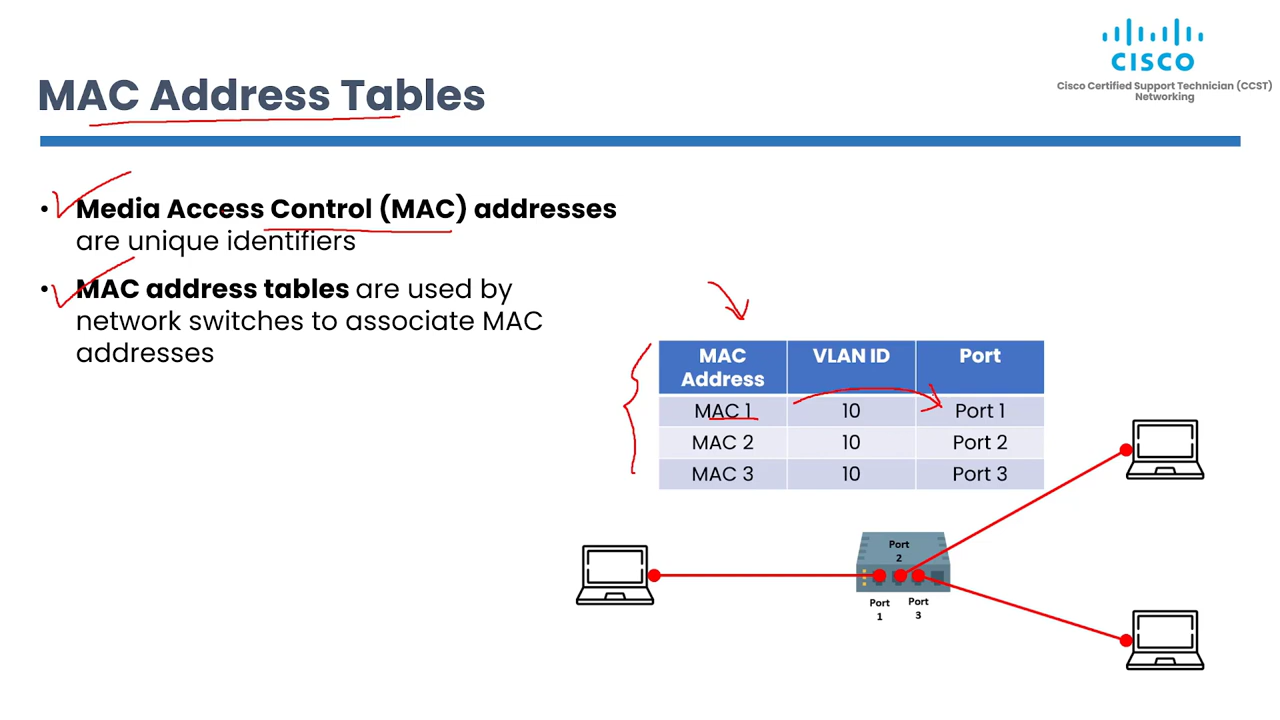 CISCO
Cisco Certified Support Technician (CCST)
Networking
MAC Address Tables
• Media Access Control (MAC) addresses
are unique identifiers
• MAC address tables are used by
network switches to associate MAC
addresses
MAC Address VLAN ID Port
MAC 1 10 Port 1
MAC 2 10 Port 2
MAC 3 10 Port 3
Port
2
Port
1
Port
3